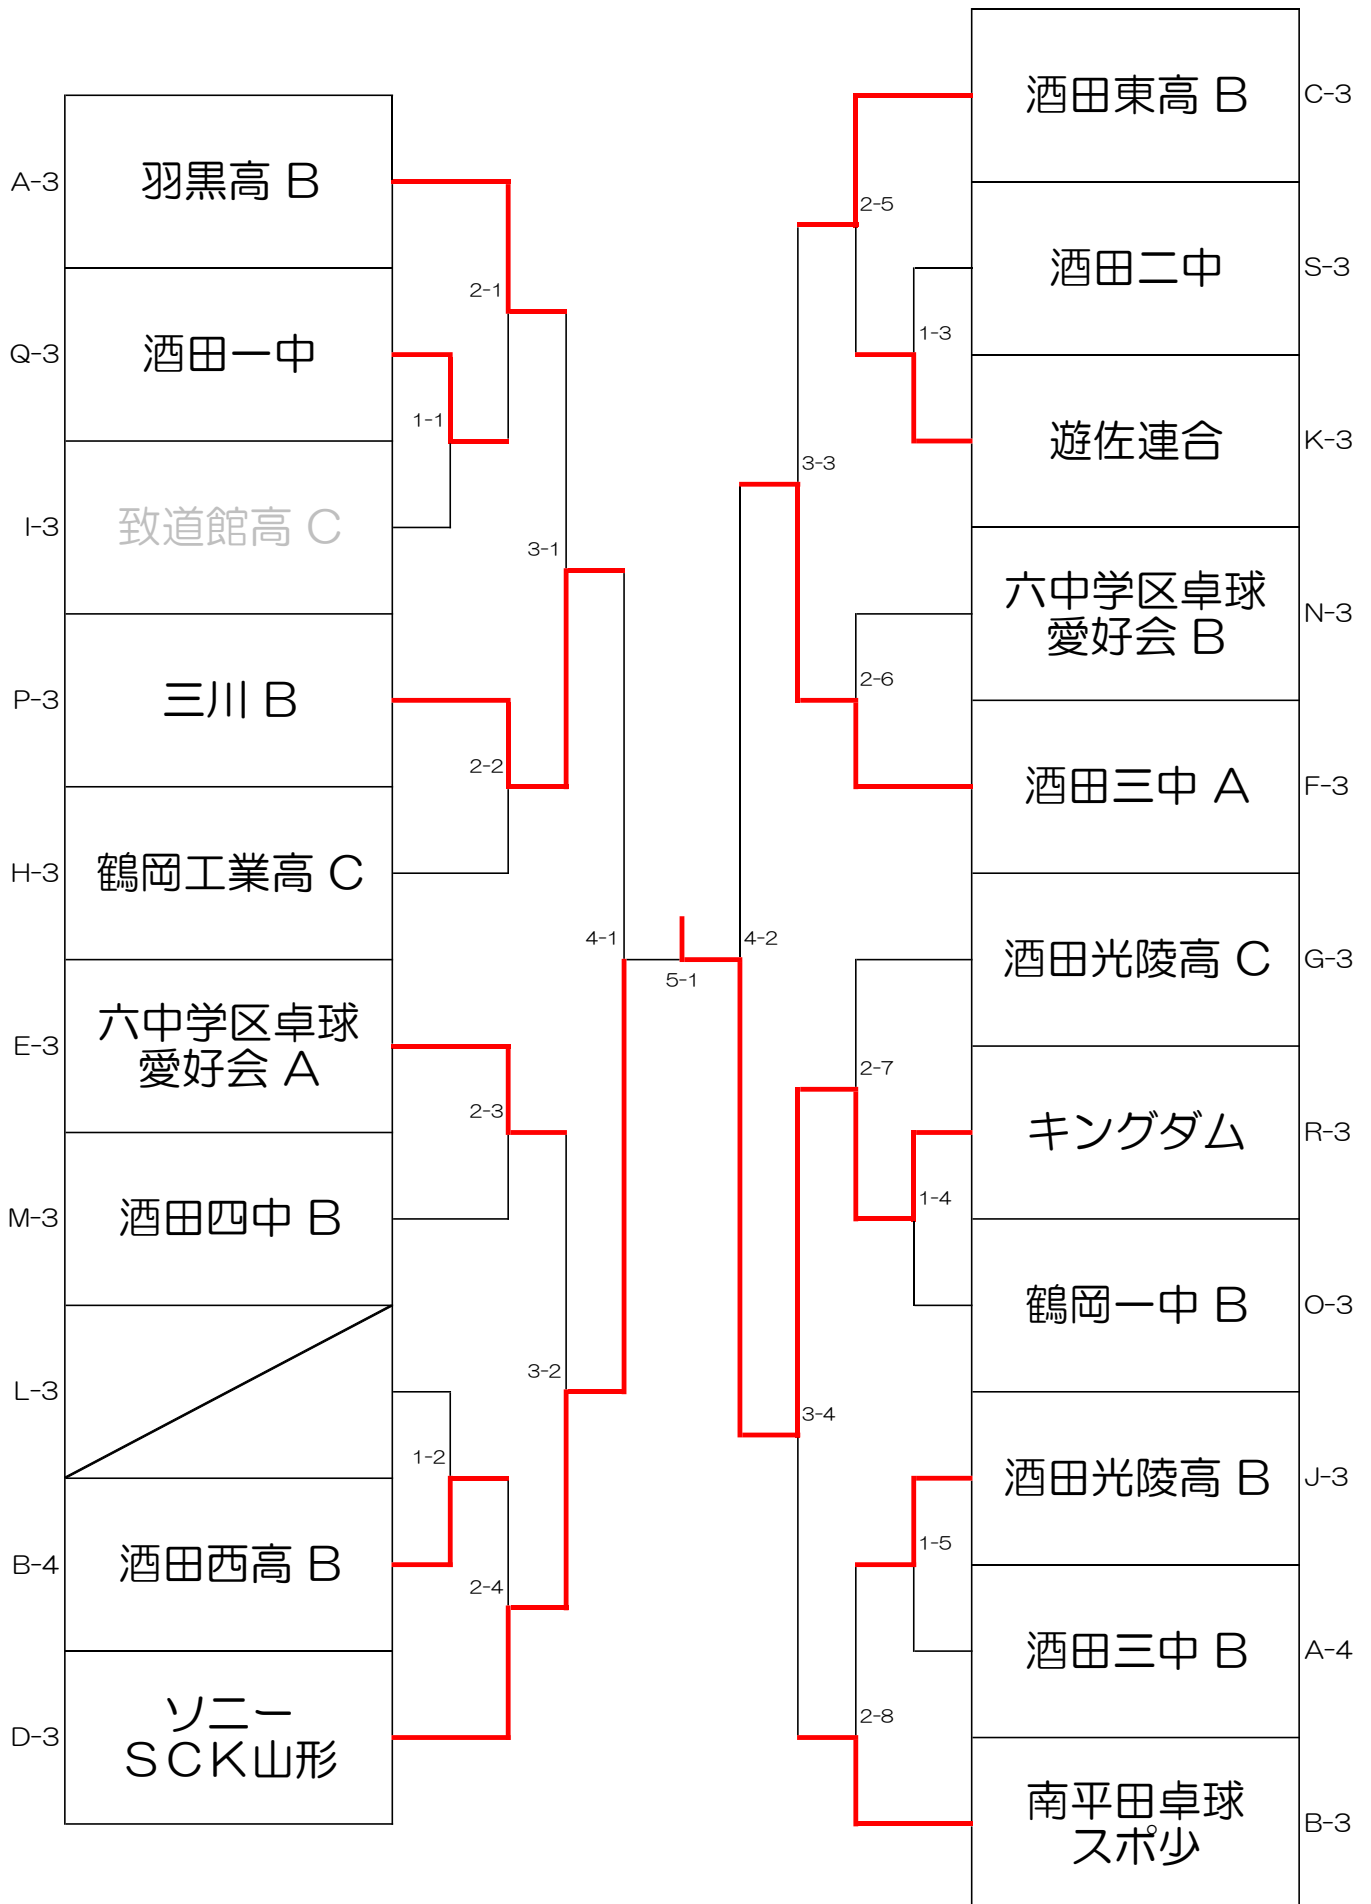 A-3
羽黒高 B
Q-3
酒田一中
I-3
致道館高 C
P-3
三川 B
H-3
鶴岡工業高 C
E-3
六中学区卓球
愛好会 A
M-3
酒田四中 B
L-3
B-4
酒田西高 B
D-3
ソニー
SCK山形
2-1
1-1
3-1
2-2
4-1
2-3
3-2
1-2
2-4
5-1
4-2
2-5
1-3
3-3
2-6
2-7
1-4
3-4
1-5
2-8
酒田東高 B
C-3
酒田二中
S-3
遊佐連合
K-3
六中学区卓球
愛好会 B
N-3
酒田三中 A
F-3
酒田光陵高 C
G-3
キングダム
R-3
鶴岡一中 B
O-3
酒田光陵高 B
J-3
酒田三中 B
A-4
南平田卓球
スポ少
B-3